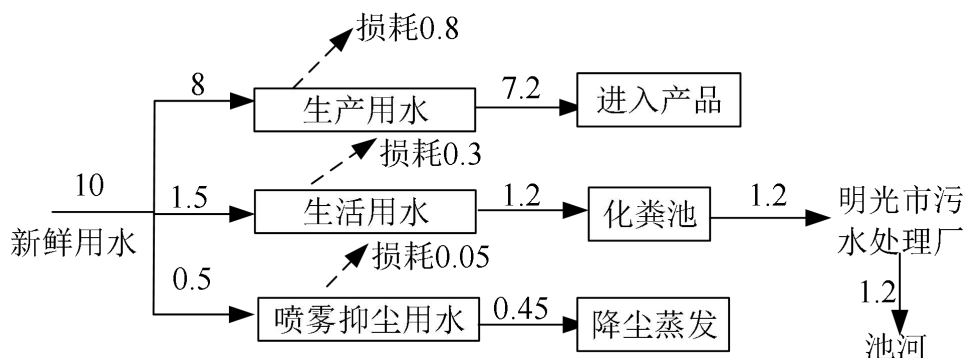 损耗0.8
8
生产用水
7.2
进入产品
损耗0.3
10
新鲜用水
1.5
生活用水
1.2
化粪池
1.2
明光市污
水处理厂
损耗0.05
0.5
喷雾抑尘用水
0.45
降尘蒸发
1.2
池河